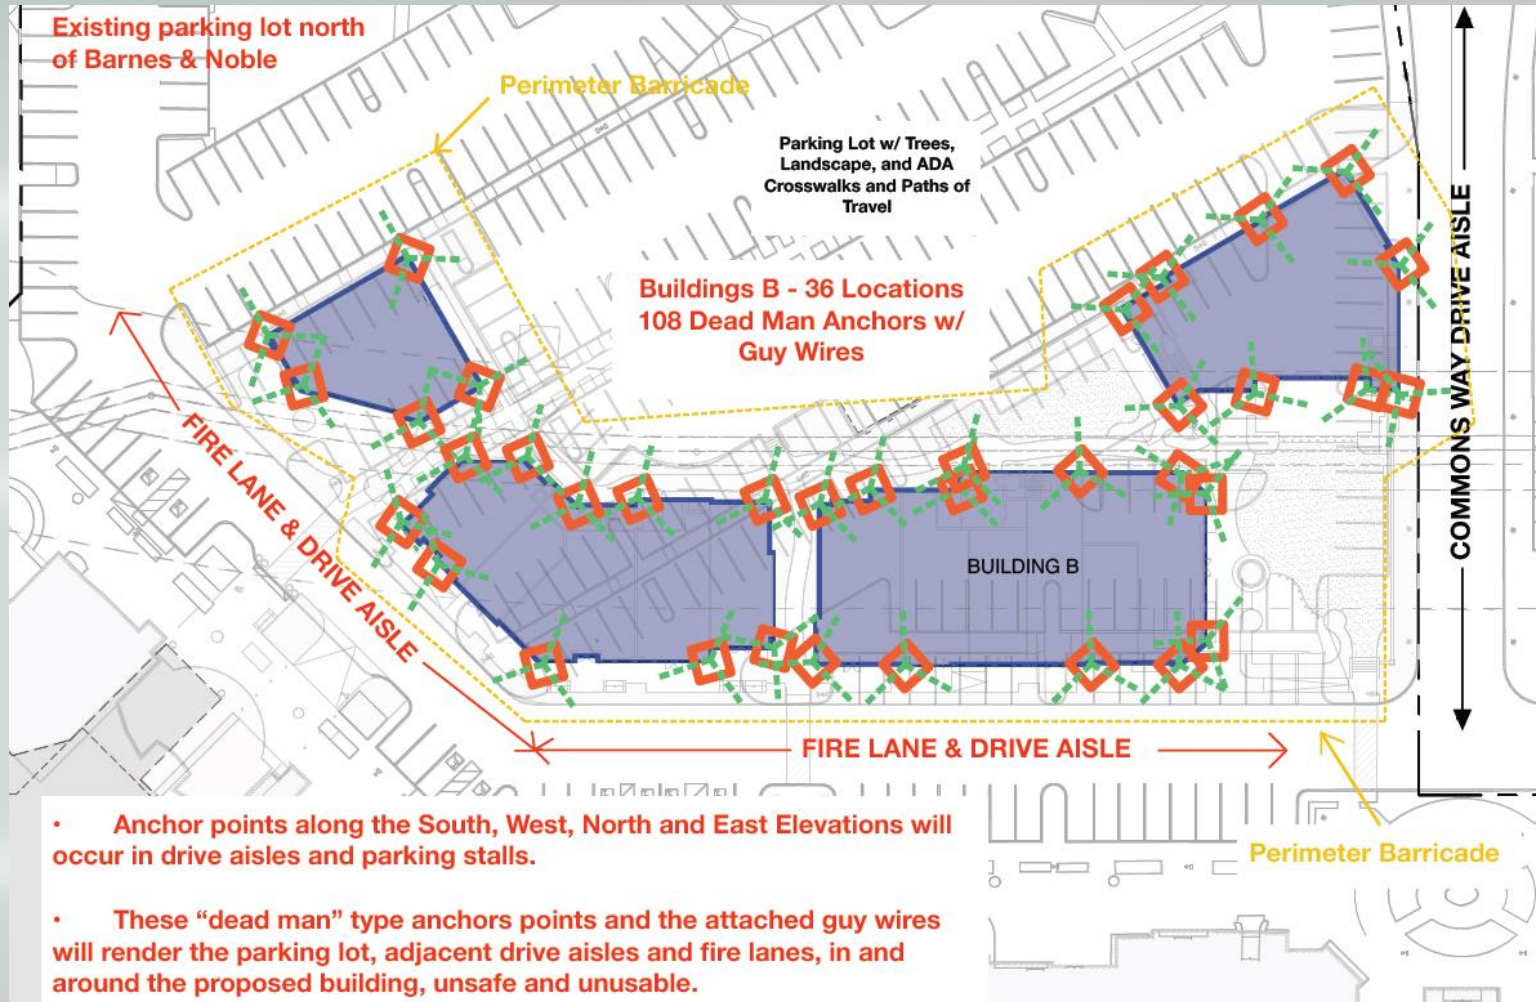 Existing parking lot north
of Barnes & Noble
Perimeter Barricade
Parking Lot w/ Trees,
Landscape, and ADA
Crosswalks and Paths of
Travel
Buildings B - 36 Locations
108 Dead Man Anchors w/
Guy Wires
COMMONS WAY DRIVE AISLE
FIRE LANE & DRIVE AISLE
BUILDING B
FIRE LANE & DRIVE AISLE
Perimeter Barricade
• Anchor points along the South, West, North and East Elevations will
occur in drive aisles and parking stalls.
• These “dead man” type anchors points and the attached guy wires
will render the parking lot, adjacent drive aisles and fire lanes, in and
around the proposed building, unsafe and unusable.